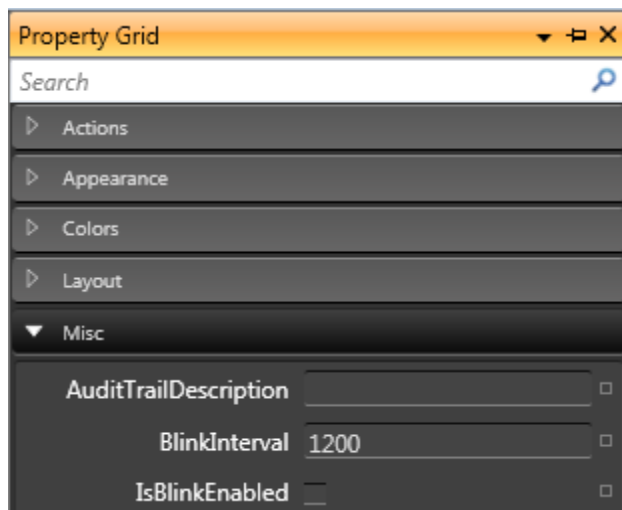 Property Grid
Search
Actions
Appearance
Colors
Layout
Misc
AuditTrailDescription
BlinkInterval 1200
IsBlinkEnabled